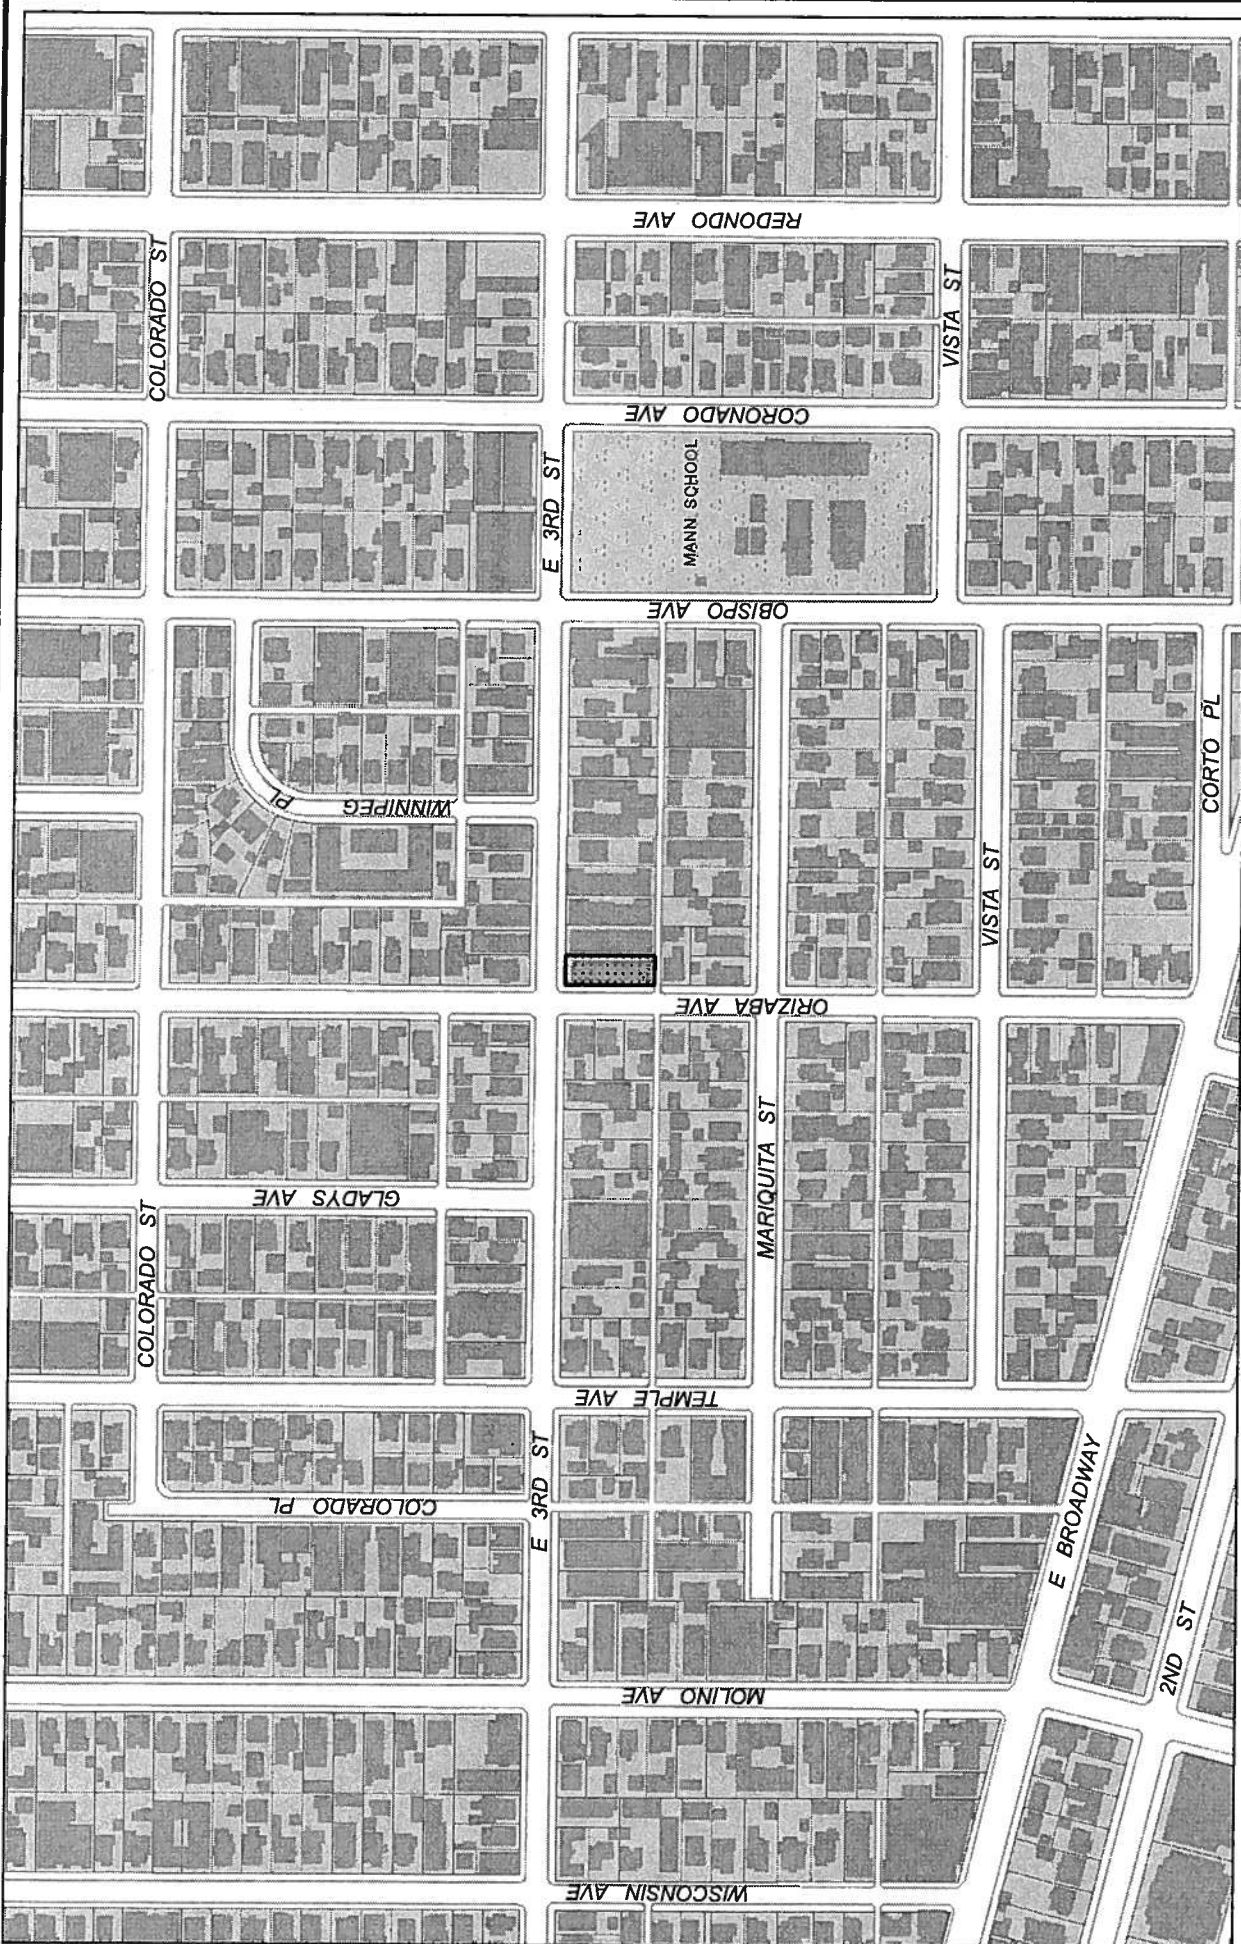 REDONDO AVE
COLORADO ST
VISTA ST
CORONADO AVE
E 3RD ST
MANN SCHOOL
OBISPO AVE
WINNIPEG PL
CORTO PL
VISTA ST
ORIZABA AVE
MARIQUITA ST
GLADYS AVE
COLORADO ST
TEMPLE AVE
COLORADO PL
E 3RD ST
E BROADWAY
2ND ST
MOLINO AVE
WISCONSIN AVE